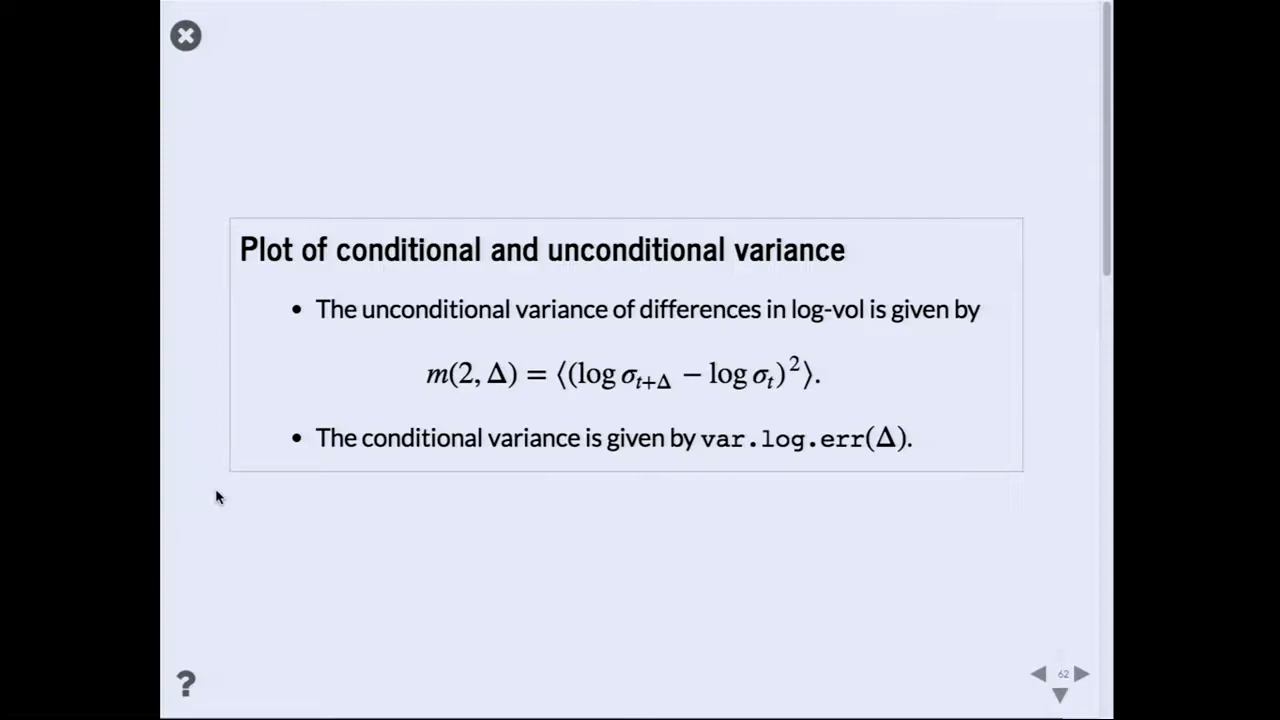 Plot of conditional and unconditional variance
• The unconditional variance of differences in log-vol is given by
m(2, Δ) = ⟨(log σ_{t+Δ} − log σ_t)²⟩.
• The conditional variance is given by var.log.err(Δ).
?
62